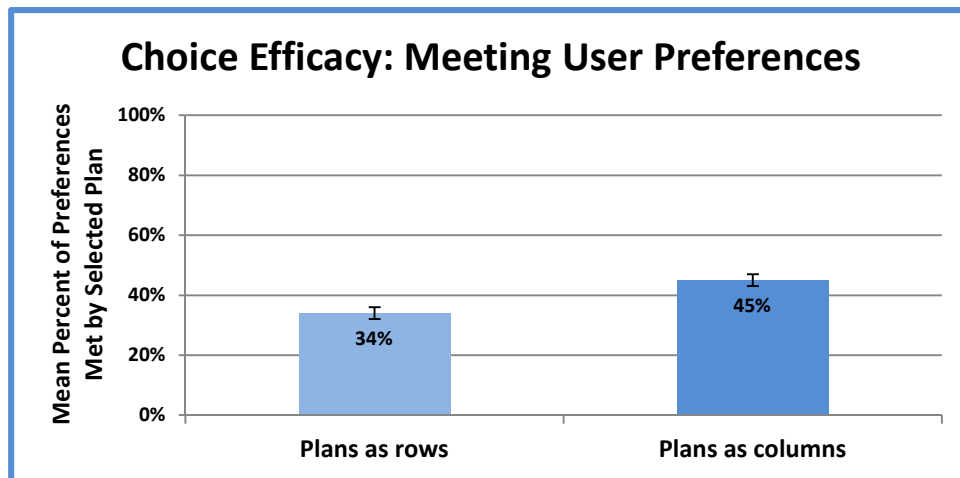 Choice Efficacy: Meeting User Preferences
Mean Percent of Preferences
Met by Selected Plan
100%
80%
60%
40%
20%
0%
34%
45%
Plans as rows
Plans as columns